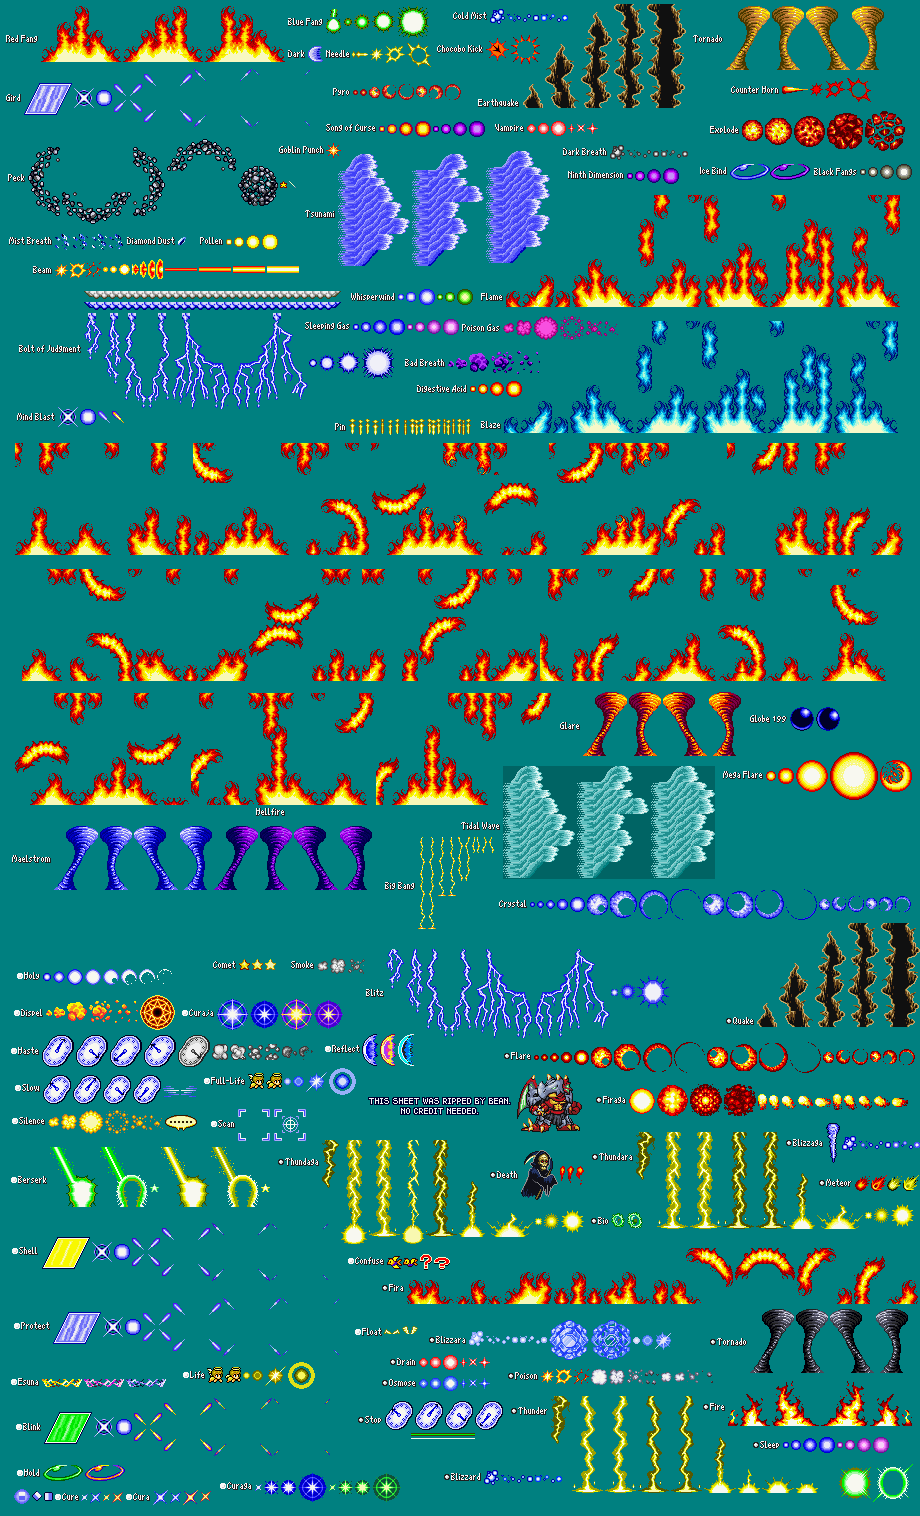 Red Fang
Blue Fang
Cold Mist
Tornado
Dark
Needle
Chocobo Kick
Gird
Pyro
Earthquake
Counter Horn
Song of Curse
Vampire
Explode
Goblin Punch
Dark Breath
Peck
Ninth Dimension
Ice Bind
Black Fangs
Tsunami
Mist Breath
Diamond Dust
Pollen
Beam
Whisperwind
Flame
Sleeping Gas
Poison Gas
Bolt of Judgment
Bad Breath
Digestive Acid
Mind Blast
Pin
Blaze
Glare
Globe 199
Mega Flare
Hellfire
Tidal Wave
Maelstrom
Big Bang
Crystal
Holy
Comet
Smoke
Blitz
Dispel
Curaja
Quake
Haste
Reflect
Flare
Slow
Full-Life
THIS SHEET WAS RIPPED BY BEAN.
NO CREDIT NEEDED.
Firaga
Silence
Scan
Thundaga
Thundara
Blizzaga
Berserk
Death
Meteor
Bio
Shell
Confuse
Fira
Protect
Float
Blizzara
Tornado
Drain
Esuna
Life
Osmose
Poison
Blink
Stop
Thunder
Fire
Sleep
Hold
Curaga
Blizzard
Cure
Cura